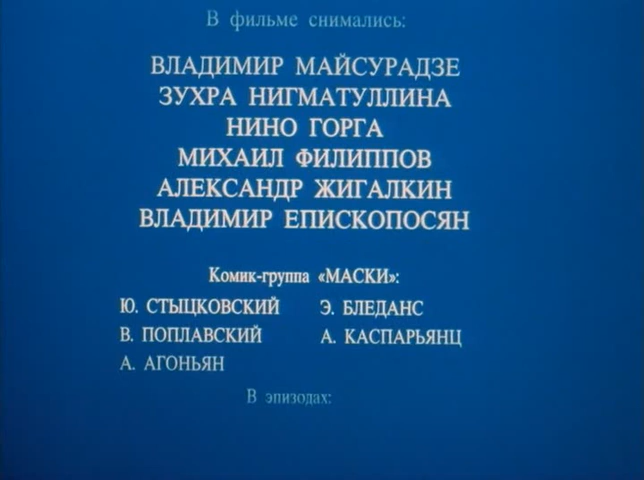 В фильме снимались:
ВЛАДИМИР МАЙСУРАДЗЕ
ЗУХРА НИГМАТУЛЛИНА
НИНО ГОРГА
МИХАИЛ ФИЛИППОВ
АЛЕКСАНДР ЖИГАЛКИН
ВЛАДИМИР ЕПИСКОПОСЯН
Комик-группа «МАСКИ»:
Ю. СТЫЦКОВСКИЙ Э. БЛЕДАНС
В. ПОПЛАВСКИЙ А. КАСПАРЬЯНЦ
А. АГОНЬЯН
В эпизодах: